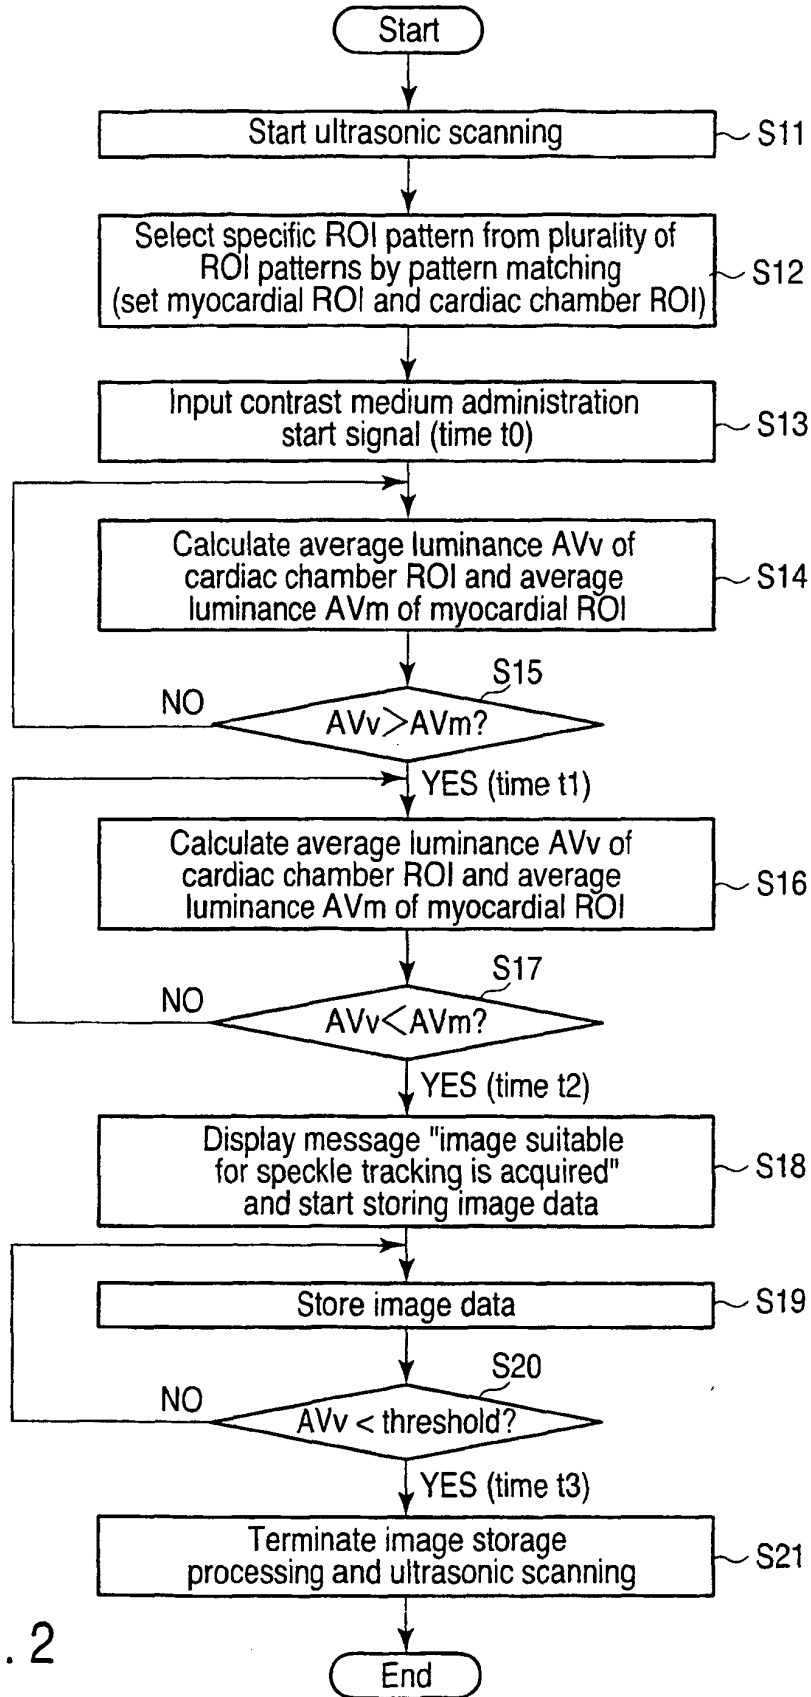 Start
Start ultrasonic scanning
S11
Select specific ROI pattern from plurality of
ROI patterns by pattern matching
(set myocardial ROI and cardiac chamber ROI)
S12
Input contrast medium administration
start signal (time t0)
S13
Calculate average luminance AVv of
cardiac chamber ROI and average
luminance AVm of myocardial ROI
S14
S15
NO
AVv>AVm?
YES (time t1)
Calculate average luminance AVv of
cardiac chamber ROI and average
luminance AVm of myocardial ROI
S16
S17
NO
AVv<AVm?
YES (time t2)
Display message "image suitable
for speckle tracking is acquired"
and start storing image data
S18
Store image data
S19
S20
NO
AVv < threshold?
YES (time t3)
Terminate image storage
processing and ultrasonic scanning
S21
. 2
End